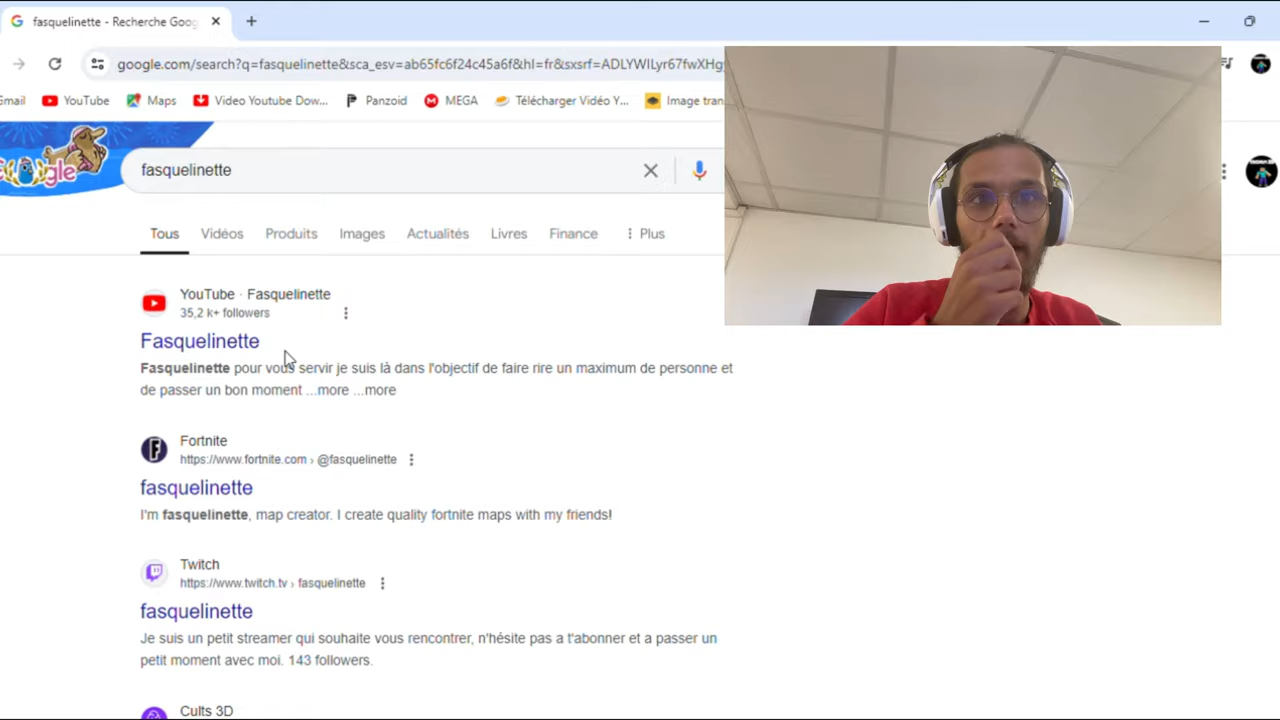 fasquelinette - Recherche Goog
google.com/search?q=fasquelinette&sca_esv=ab65fc6f24c45a6f&hl=fr&sxsrf=ADLYWILyr67fwXHgy
Gmail YouTube Maps Video Youtube Dow... Panzoid MEGA Télécharger Vidéo Y... Image tran
fasquelinette
Tous Vidéos Produits Images Actualités Livres Finance Plus
YouTube · Fasquelinette
35,2 k+ followers
Fasquelinette
Fasquelinette pour vous servir je suis là dans l'objectif de faire rire un maximum de personne et
de passer un bon moment ...more ...more
Fortnite
https://www.fortnite.com › @fasquelinette
fasquelinette
I'm fasquelinette, map creator. I create quality fortnite maps with my friends!
Twitch
https://www.twitch.tv › fasquelinette
fasquelinette
Je suis un petit streamer qui souhaite vous rencontrer, n'hésite pas a t'abonner et a passer un
petit moment avec moi. 143 followers.
Cults 3D